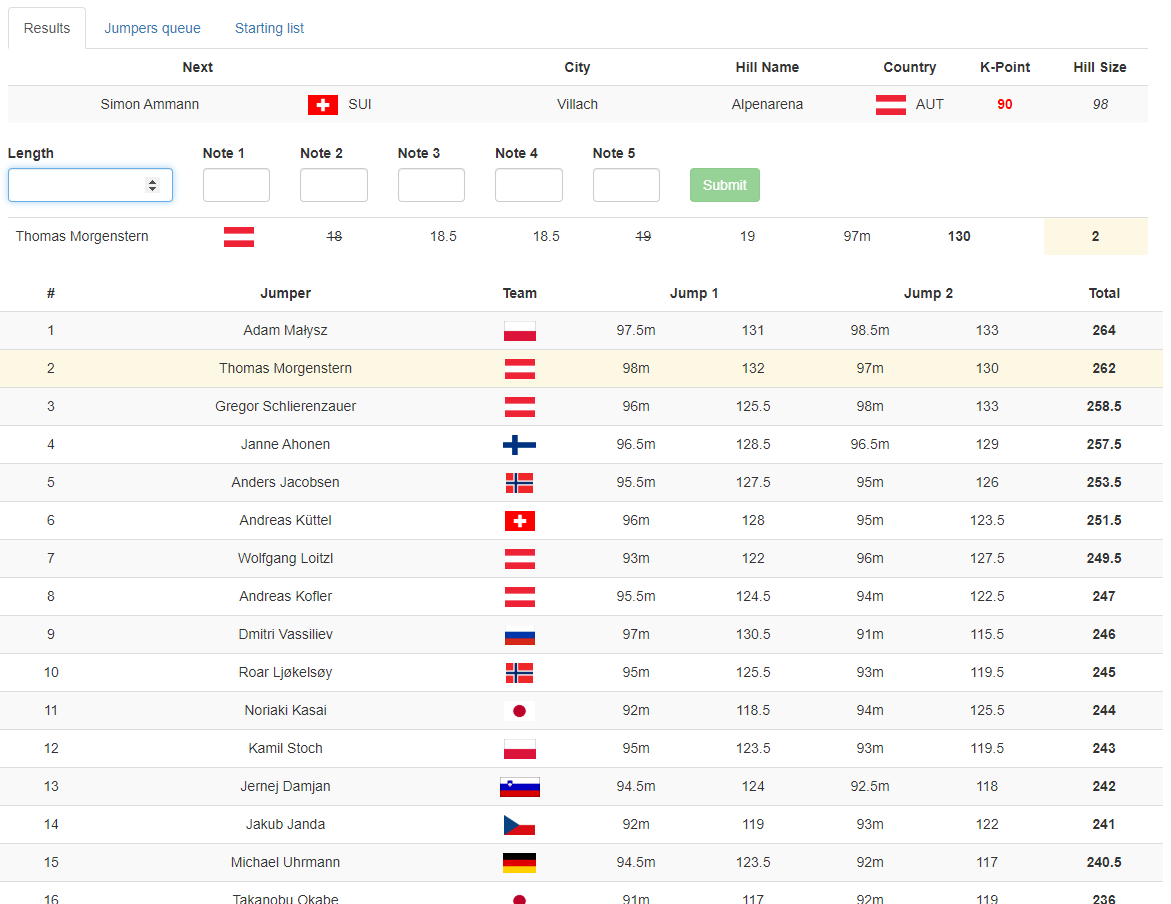 Results Jumpers queue Starting list
Next City Hill Name Country K-Point Hill Size
Simon Ammann SUI Villach Alpenarena AUT 90 98
Length Note 1 Note 2 Note 3 Note 4 Note 5
Submit
Thomas Morgenstern 18 18.5 18.5 19 19 97m 130 2
# Jumper Team Jump 1 Jump 2 Total
1 Adam Małysz 97.5m 131 98.5m 133 264
2 Thomas Morgenstern 98m 132 97m 130 262
3 Gregor Schlierenzauer 96m 125.5 98m 133 258.5
4 Janne Ahonen 96.5m 128.5 96.5m 129 257.5
5 Anders Jacobsen 95.5m 127.5 95m 126 253.5
6 Andreas Küttel 96m 128 95m 123.5 251.5
7 Wolfgang Loitzl 93m 122 96m 127.5 249.5
8 Andreas Kofler 95.5m 124.5 94m 122.5 247
9 Dmitri Vassiliev 97m 130.5 91m 115.5 246
10 Roar Ljøkelsøy 95m 125.5 93m 119.5 245
11 Noriaki Kasai 92m 118.5 94m 125.5 244
12 Kamil Stoch 95m 123.5 93m 119.5 243
13 Jernej Damjan 94.5m 124 92.5m 118 242
14 Jakub Janda 92m 119 93m 122 241
15 Michael Uhrmann 94.5m 123.5 92m 117 240.5
16 Takanobu Okabe 91m 117 92m 119 236